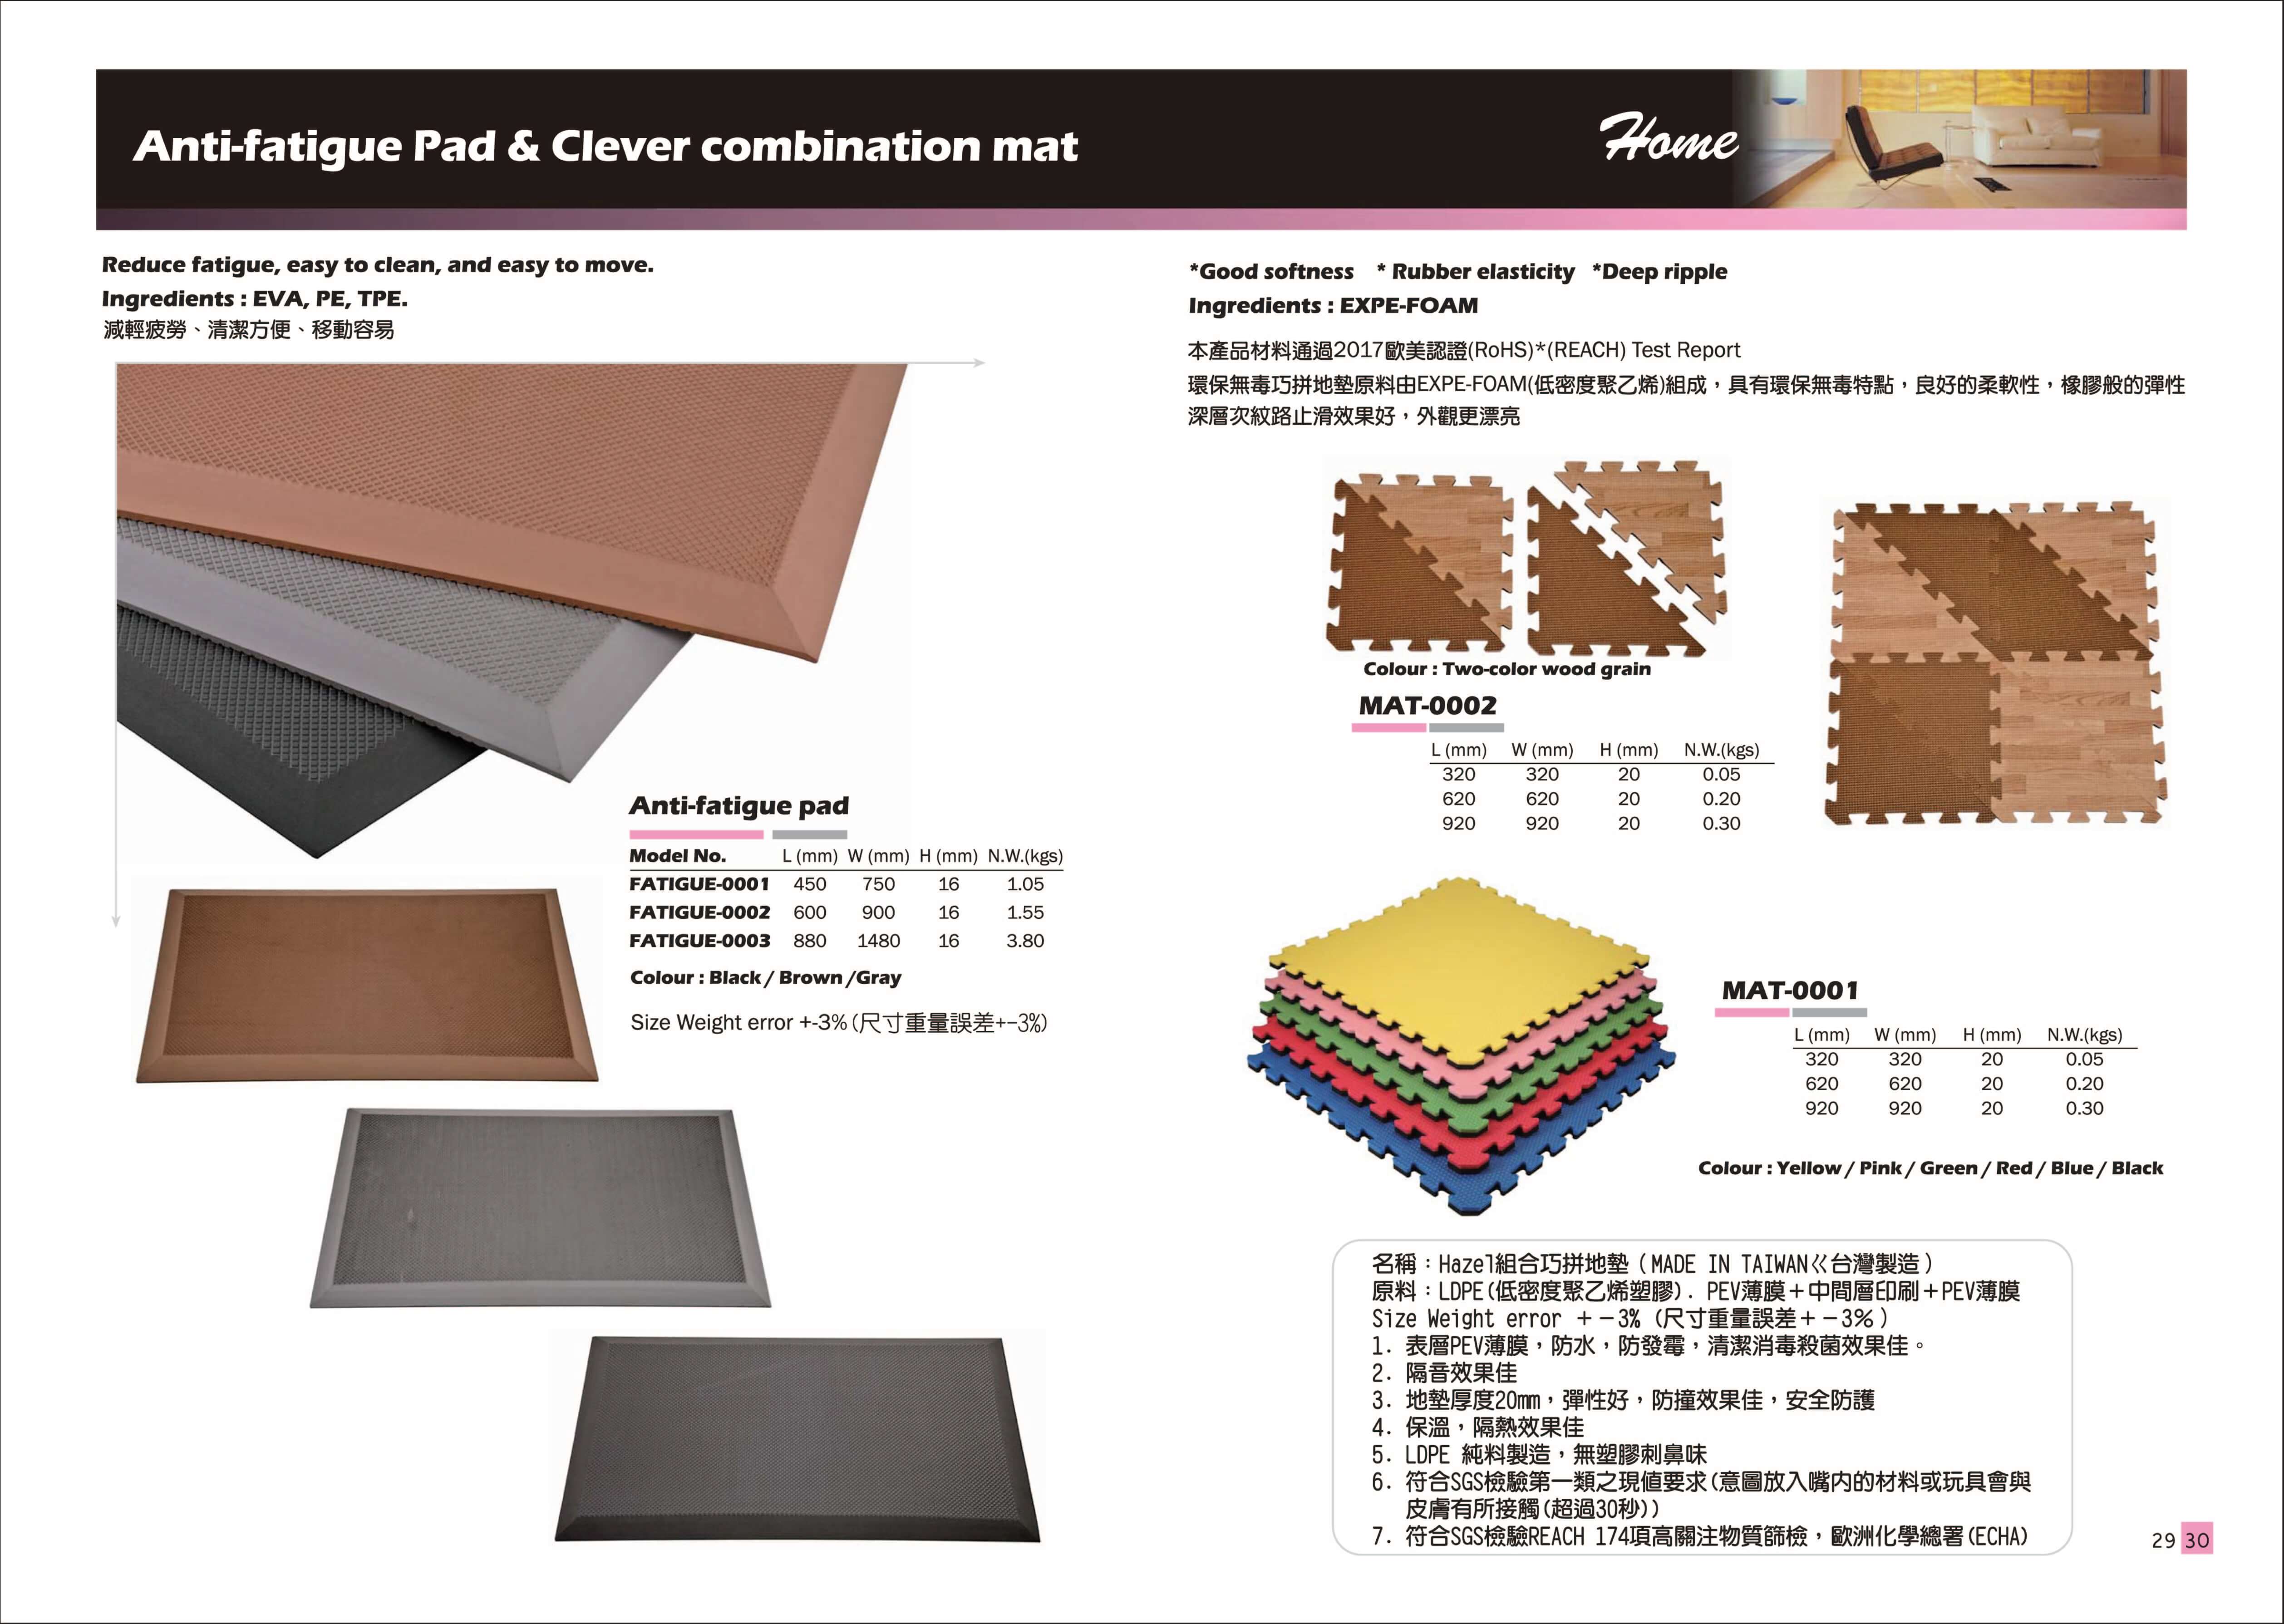 Anti-fatigue Pad & Clever combination mat
Home
Reduce fatigue, easy to clean, and easy to move.
Ingredients : EVA, PE, TPE.
減輕疲勞、清潔方便、移動容易
Anti-fatigue pad
Model No. L (mm) W (mm) H (mm) N.W.(kgs)
FATIGUE-0001 450 750 16 1.05
FATIGUE-0002 600 900 16 1.55
FATIGUE-0003 880 1480 16 3.80
Colour : Black / Brown /Gray
Size Weight error +-3% (尺寸重量誤差+-3%)
*Good softness * Rubber elasticity *Deep ripple
Ingredients : EXPE-FOAM
本產品材料通過2017歐美認證(RoHS)*(REACH) Test Report
環保無毒巧拼地墊原料由EXPE-FOAM(低密度聚乙烯)組成，具有環保無毒特點，良好的柔軟性，橡膠般的彈性
深層次紋路止滑效果好，外觀更漂亮
Colour : Two-color wood grain
MAT-0002
L (mm) W (mm) H (mm) N.W.(kgs)
320 320 20 0.05
620 620 20 0.20
920 920 20 0.30
MAT-0001
L (mm) W (mm) H (mm) N.W.(kgs)
320 320 20 0.05
620 620 20 0.20
920 920 20 0.30
Colour : Yellow / Pink / Green / Red / Blue / Black
名稱：Hazel組合巧拼地墊（MADE IN TAIWANㄍ台灣製造）
原料：LDPE(低密度聚乙烯塑膠). PEV薄膜＋中間層印刷＋PEV薄膜
Size Weight error ＋－3% (尺寸重量誤差＋－3%）
1. 表層PEV薄膜，防水，防發霉，清潔消毒殺菌效果佳。
2. 隔音效果佳
3. 地墊厚度20mm，彈性好，防撞效果佳，安全防護
4. 保溫，隔熱效果佳
5. LDPE 純料製造，無塑膠刺鼻味
6. 符合SGS檢驗第一類之現値要求(意圖放入嘴內的材料或玩具會與
皮膚有所接觸(超過30秒))
7. 符合SGS檢驗REACH 174項高關注物質篩檢，歐洲化學總署(ECHA)
29 30